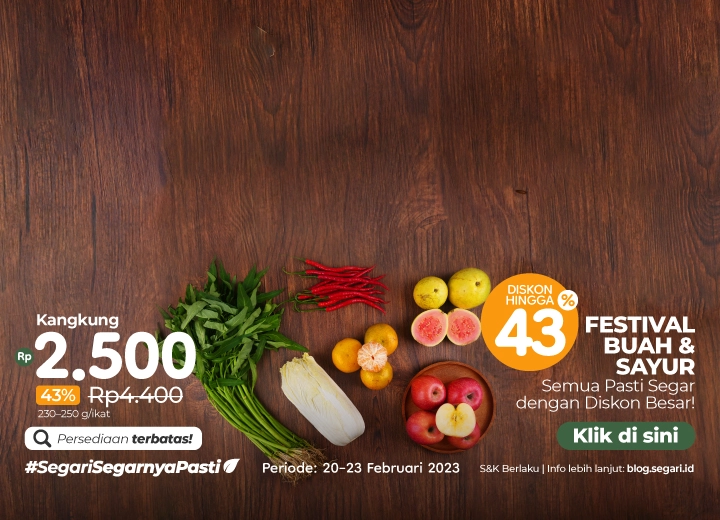 Kangkung
Rp 2.500
43% Rp4.400
230-250 g/ikat
Persediaan terbatas!
#SegariSegarnyaPasti
Periode: 20-23 Februari 2023
DISKON
HINGGA
43%
FESTIVAL
BUAH &
SAYUR
Semua Pasti Segar
dengan Diskon Besar!
Klik di sini
S&K Berlaku | Info lebih lanjut: blog.segari.id